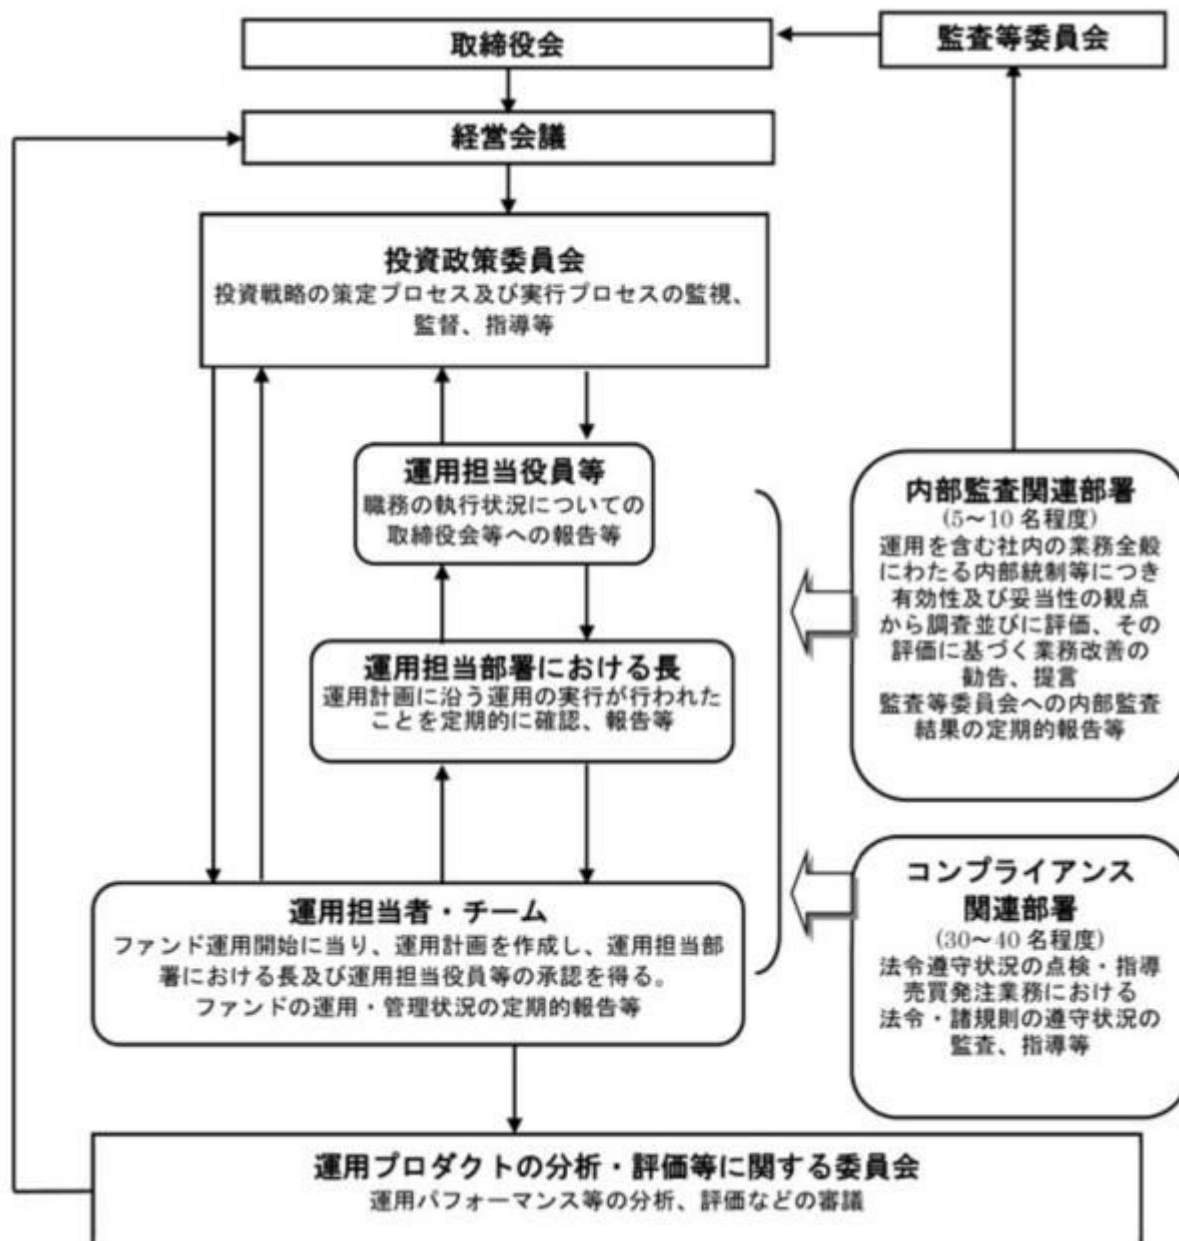 取締役会
監査等委員会
経営会議
投資政策委員会
投資戦略の策定プロセス及び実行プロセスの監視、
監督、指導等
運用担当役員等
職務の執行状況についての
取締役会等への報告等
運用担当部署における長
運用計画に沿う運用の実行が行われた
ことを定期的に確認、報告等
運用担当者・チーム
ファンド運用開始に当り、運用計画を作成し、運用担当部
署における長及び運用担当役員等の承認を得る。
ファンドの運用・管理状況の定期的報告等
内部監査関連部署
(5～10 名程度)
運用を含む社内の業務全般
にわたる内部統制等につき
有効性及び妥当性の観点
から調査並びに評価、その
評価に基づく業務改善の
勧告、提言
監査等委員会への内部監査
結果の定期的報告等
コンプライアンス
関連部署
(30～40 名程度)
法令遵守状況の点検・指導
売買発注業務における
法令・諸規則の遵守状況の
監査、指導等
運用プロダクトの分析・評価等に関する委員会
運用パフォーマンス等の分析、評価などの審議